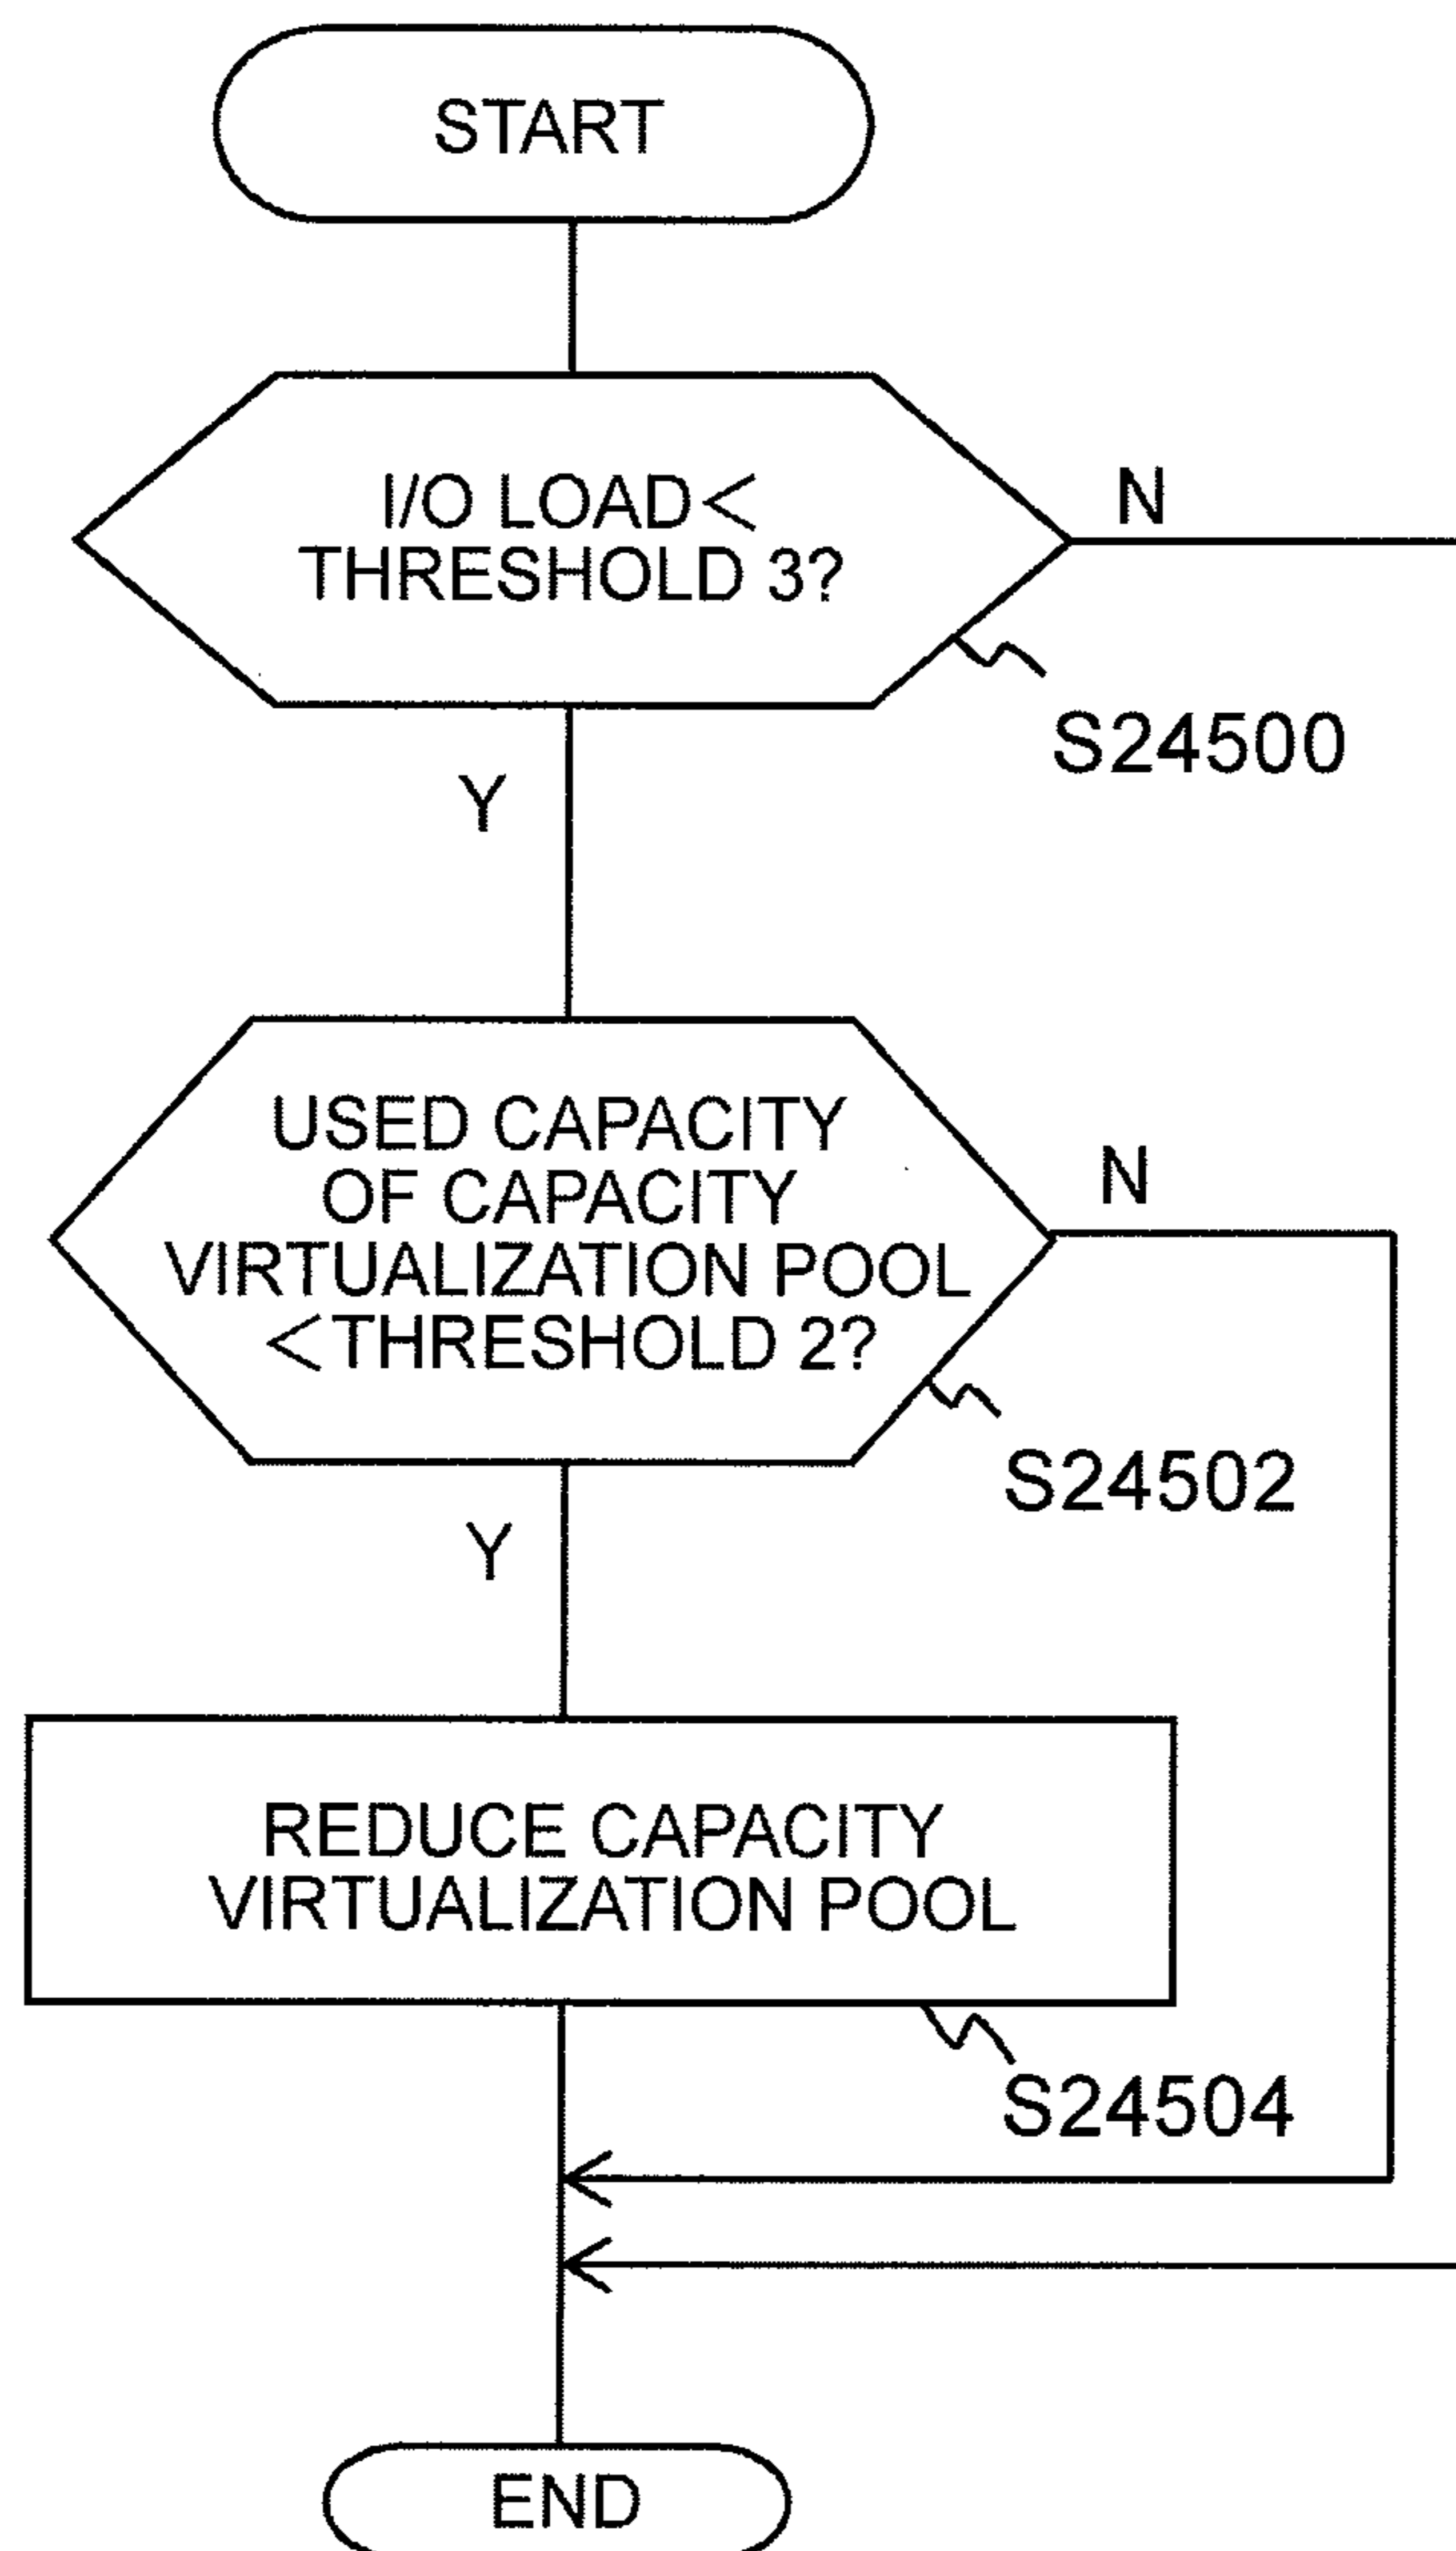 START
I/O LOAD<
THRESHOLD 3?
N
S24500
Y
USED CAPACITY
OF CAPACITY
VIRTUALIZATION POOL
<THRESHOLD 2?
N
S24502
Y
REDUCE CAPACITY
VIRTUALIZATION POOL
S24504
END